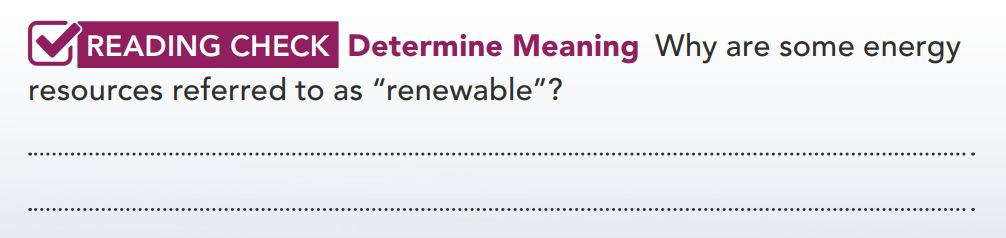 READING CHECK Determine Meaning Why are some energy
resources referred to as “renewable”?